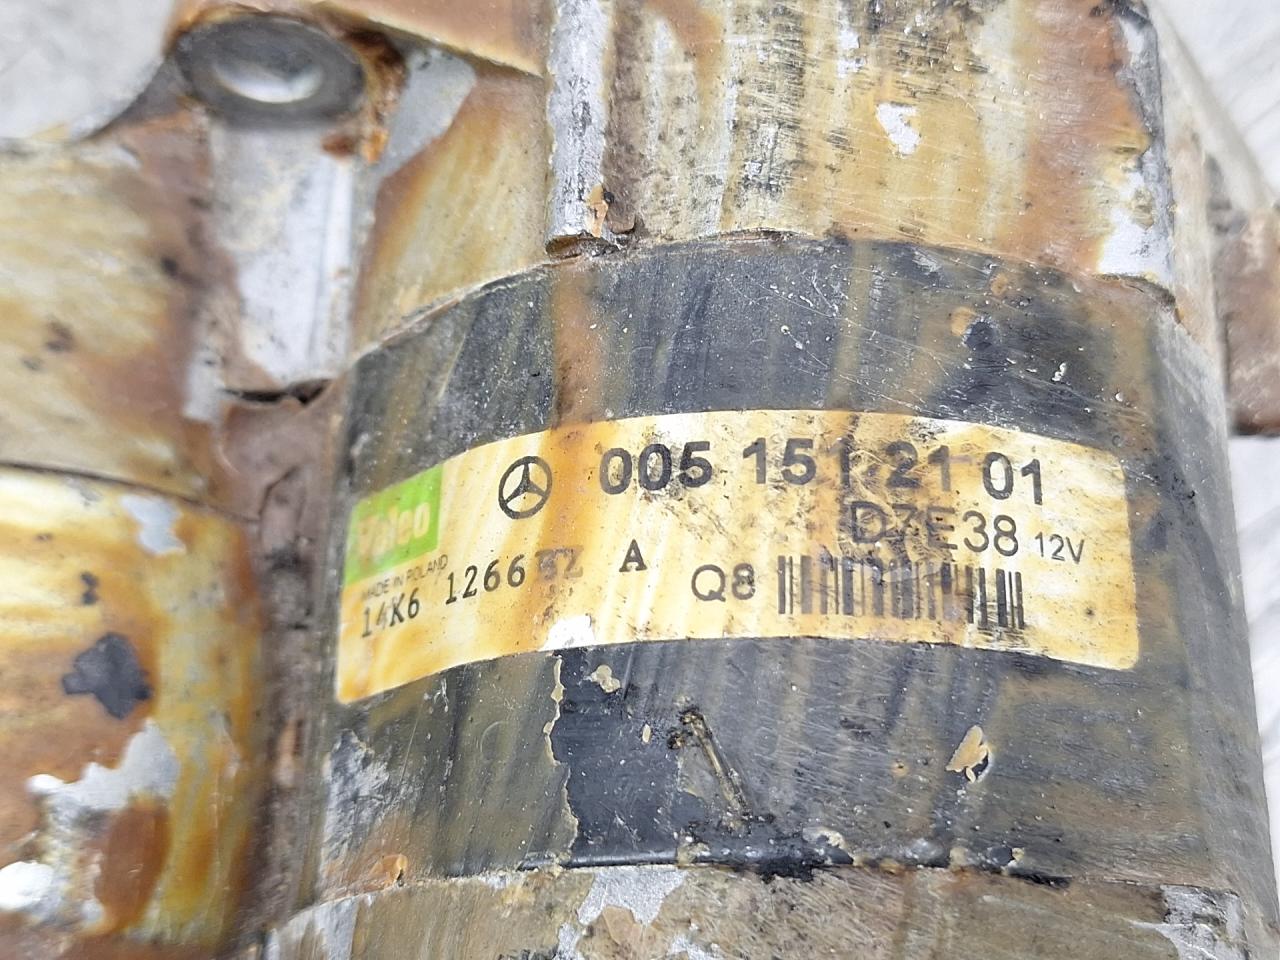 005 151 21 01
Valeo
D7E38 12V
MADE IN POLAND
14K6 1266 A Q8